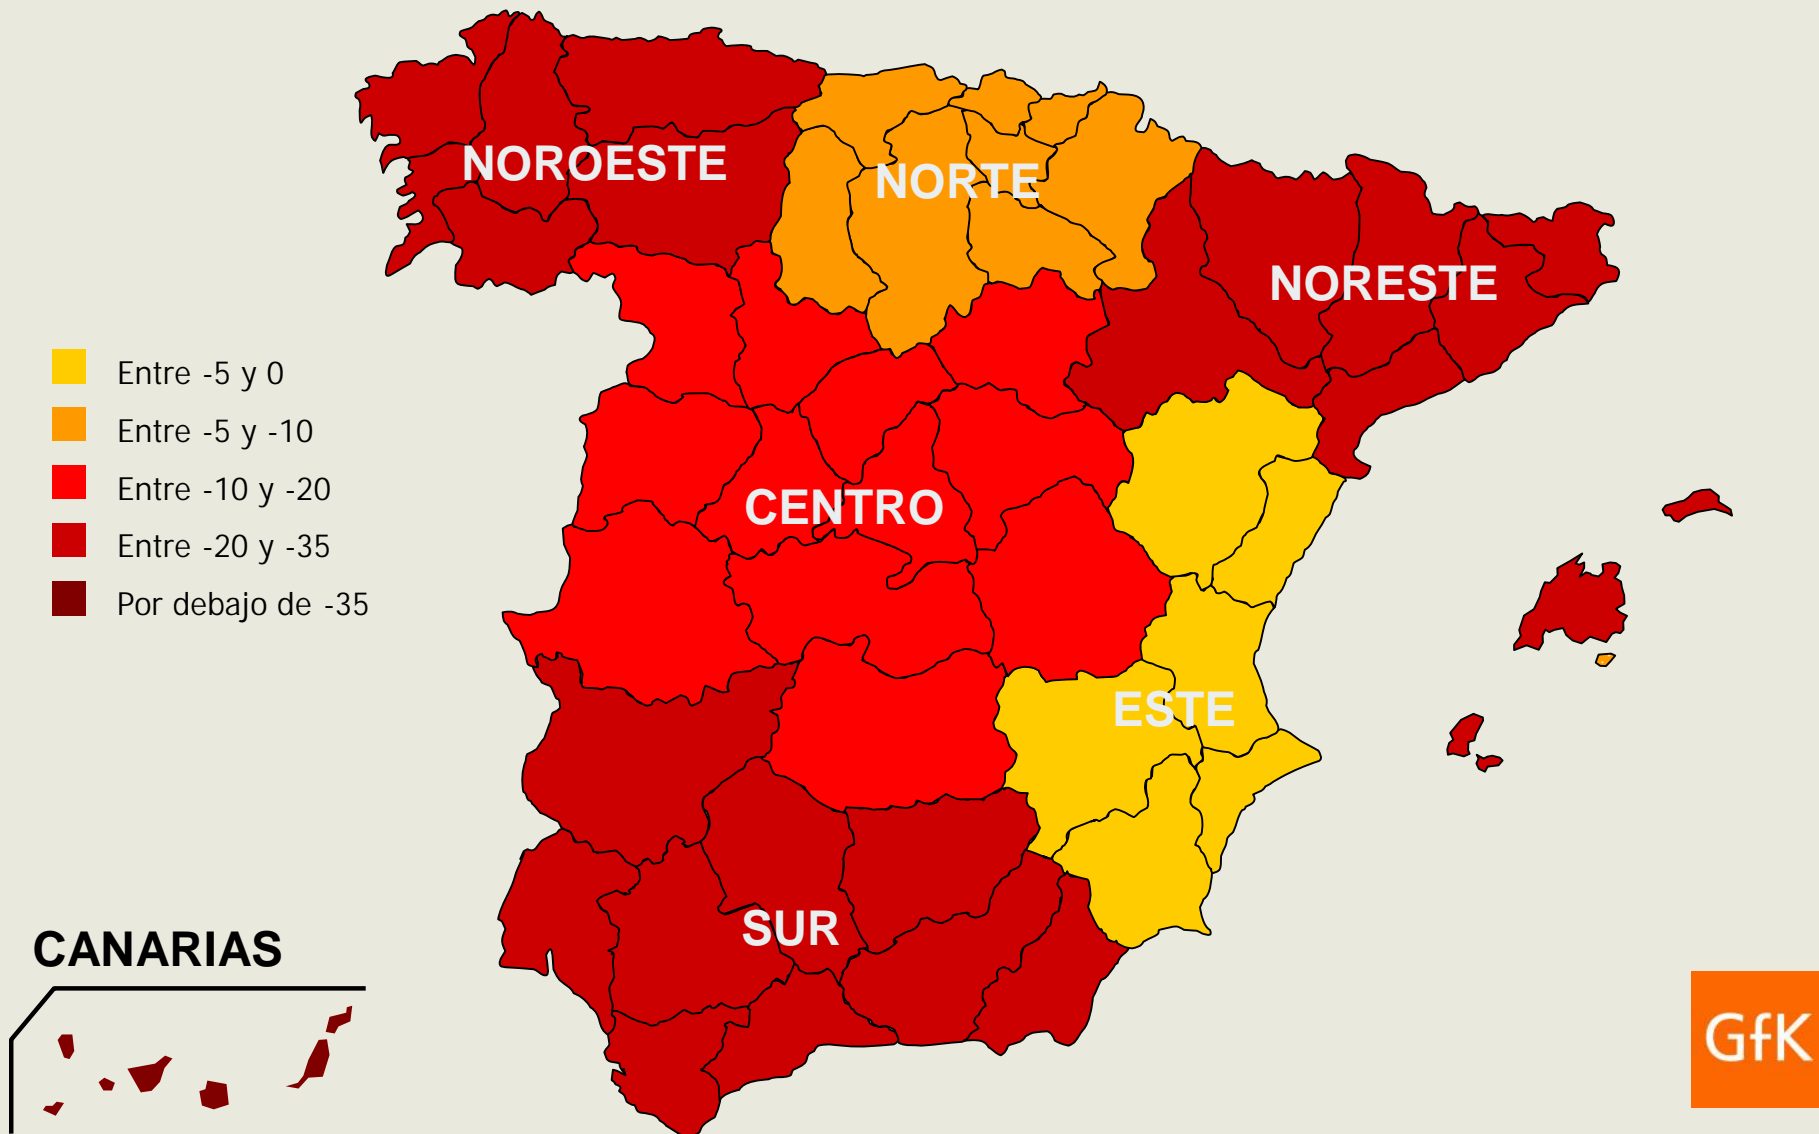 NOROESTE
NORTE
NORESTE
Entre -5 y 0
Entre -5 y -10
Entre -10 y -20
Entre -20 y -35
Por debajo de -35
CENTRO
ESTE
SUR
CANARIAS
GfK